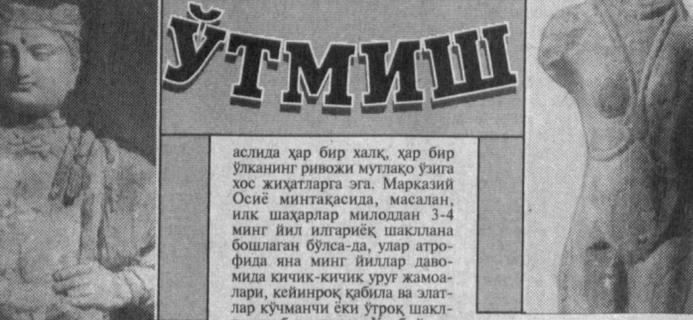 ЎТМИШ
аслида ҳар бир халқ, ҳар бир
ўлканинг ривожи мутлақо ўзига
хос жиҳатларга эга. Марказий
Осиё минтақасида, масалан,
илк шаҳарлар милоддан 3-4
минг йил илгариёқ шакллана
бошлаган бўлса-да, улар атро-
фида яна минг йиллар даво-
мида кичик-кичик уруғ жамоа-
лари, кейинроқ қабила ва элат-
лар кўчманчи ёки ўтроқ шакл-